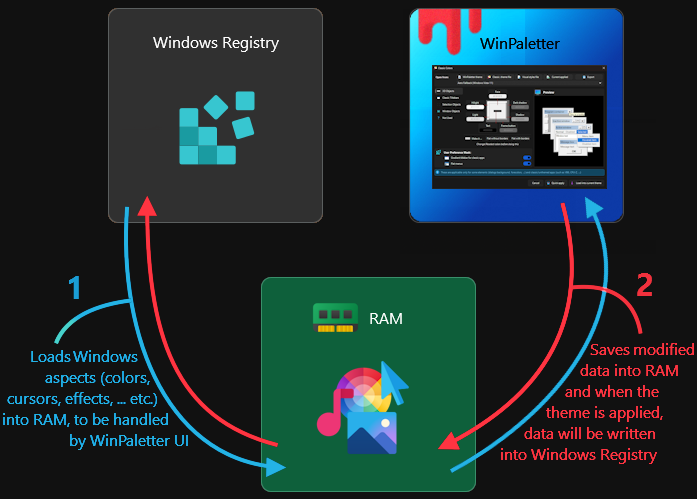 Windows Registry
WinPaletter
Preview
1
2
RAM
Loads Windows
aspects (colors,
cursors, effects, ... etc.)
into RAM, to be handled
by WinPaletter UI
Saves modified
data into RAM
and when the
theme is applied,
data will be written
into Windows Registry